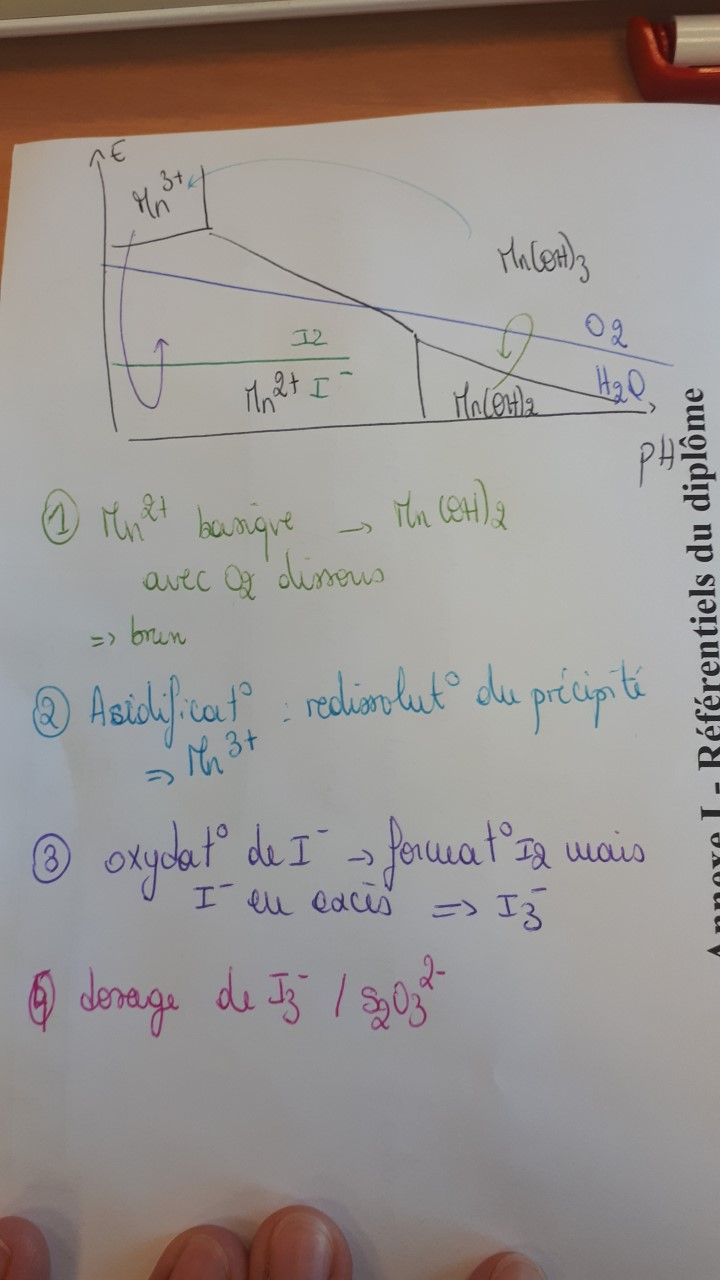 E
Mn3+
Mn(OH)3
O2
I2
Mn2+ I-
Mn(OH)2
H2O
pH
① Mn2+ basique → Mn(OH)2
avec O2 dissous
=> brun
② Acidificat° : redissolut° du précipité
=> Mn3+
③ oxydat° de I- → format° I2 mais
I- en excès => I3-
④ dosage de I3- / S2O3 2-
Annexe I - Référentiels du diplôme